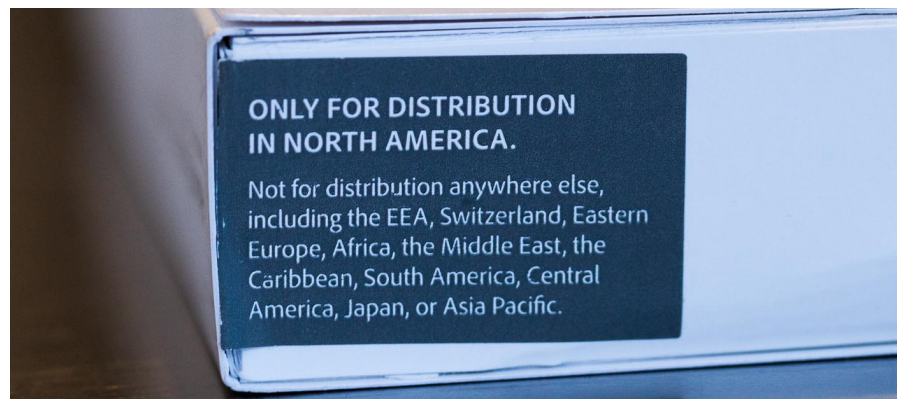 ONLY FOR DISTRIBUTION
IN NORTH AMERICA.
Not for distribution anywhere else,
including the EEA, Switzerland, Eastern
Europe, Africa, the Middle East, the
Caribbean, South America, Central
America, Japan, or Asia Pacific.